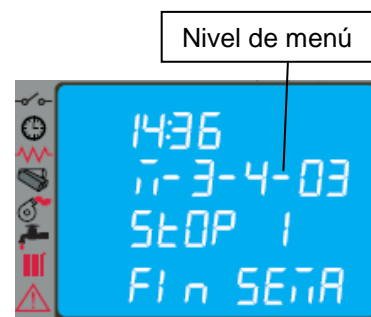 Nivel de menú
14:36
M-3-4-03
StOP 1
FIn SEMA